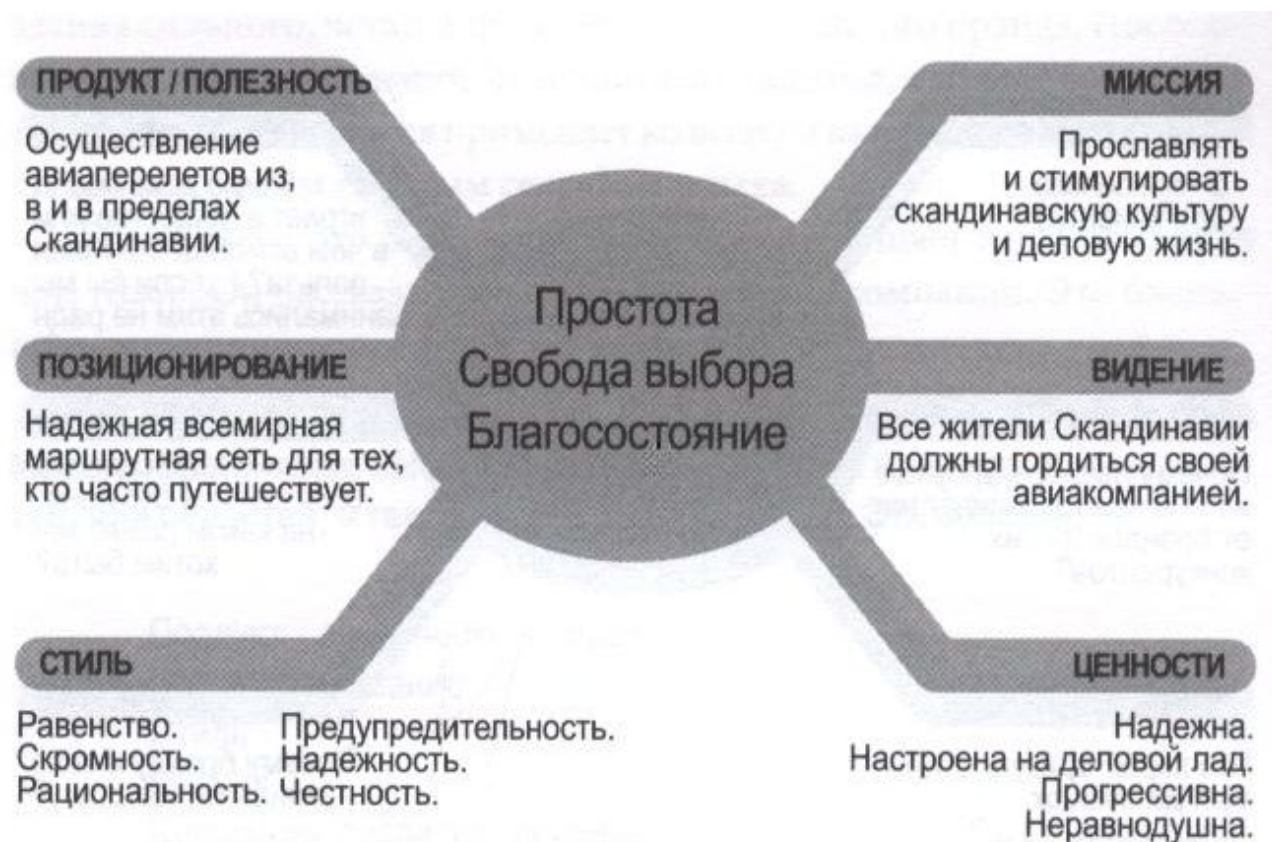 ПРОДУКТ / ПОЛЕЗНОСТЬ
Осуществление
авиаперелетов из,
в и в пределах
Скандинавии.
МИССИЯ
Прославлять
и стимулировать
скандинавскую культуру
и деловую жизнь.
Простота
Свобода выбора
Благосостояние
ПОЗИЦИОНИРОВАНИЕ
Надежная всемирная
маршрутная сеть для тех,
кто часто путешествует.
ВИДЕНИЕ
Все жители Скандинавии
должны гордиться своей
авиакомпанией.
СТИЛЬ
Равенство. Предупредительность.
Скромность. Надежность.
Рациональность. Честность.
ЦЕННОСТИ
Надежна.
Настроена на деловой лад.
Прогрессивна.
Неравнодушна.